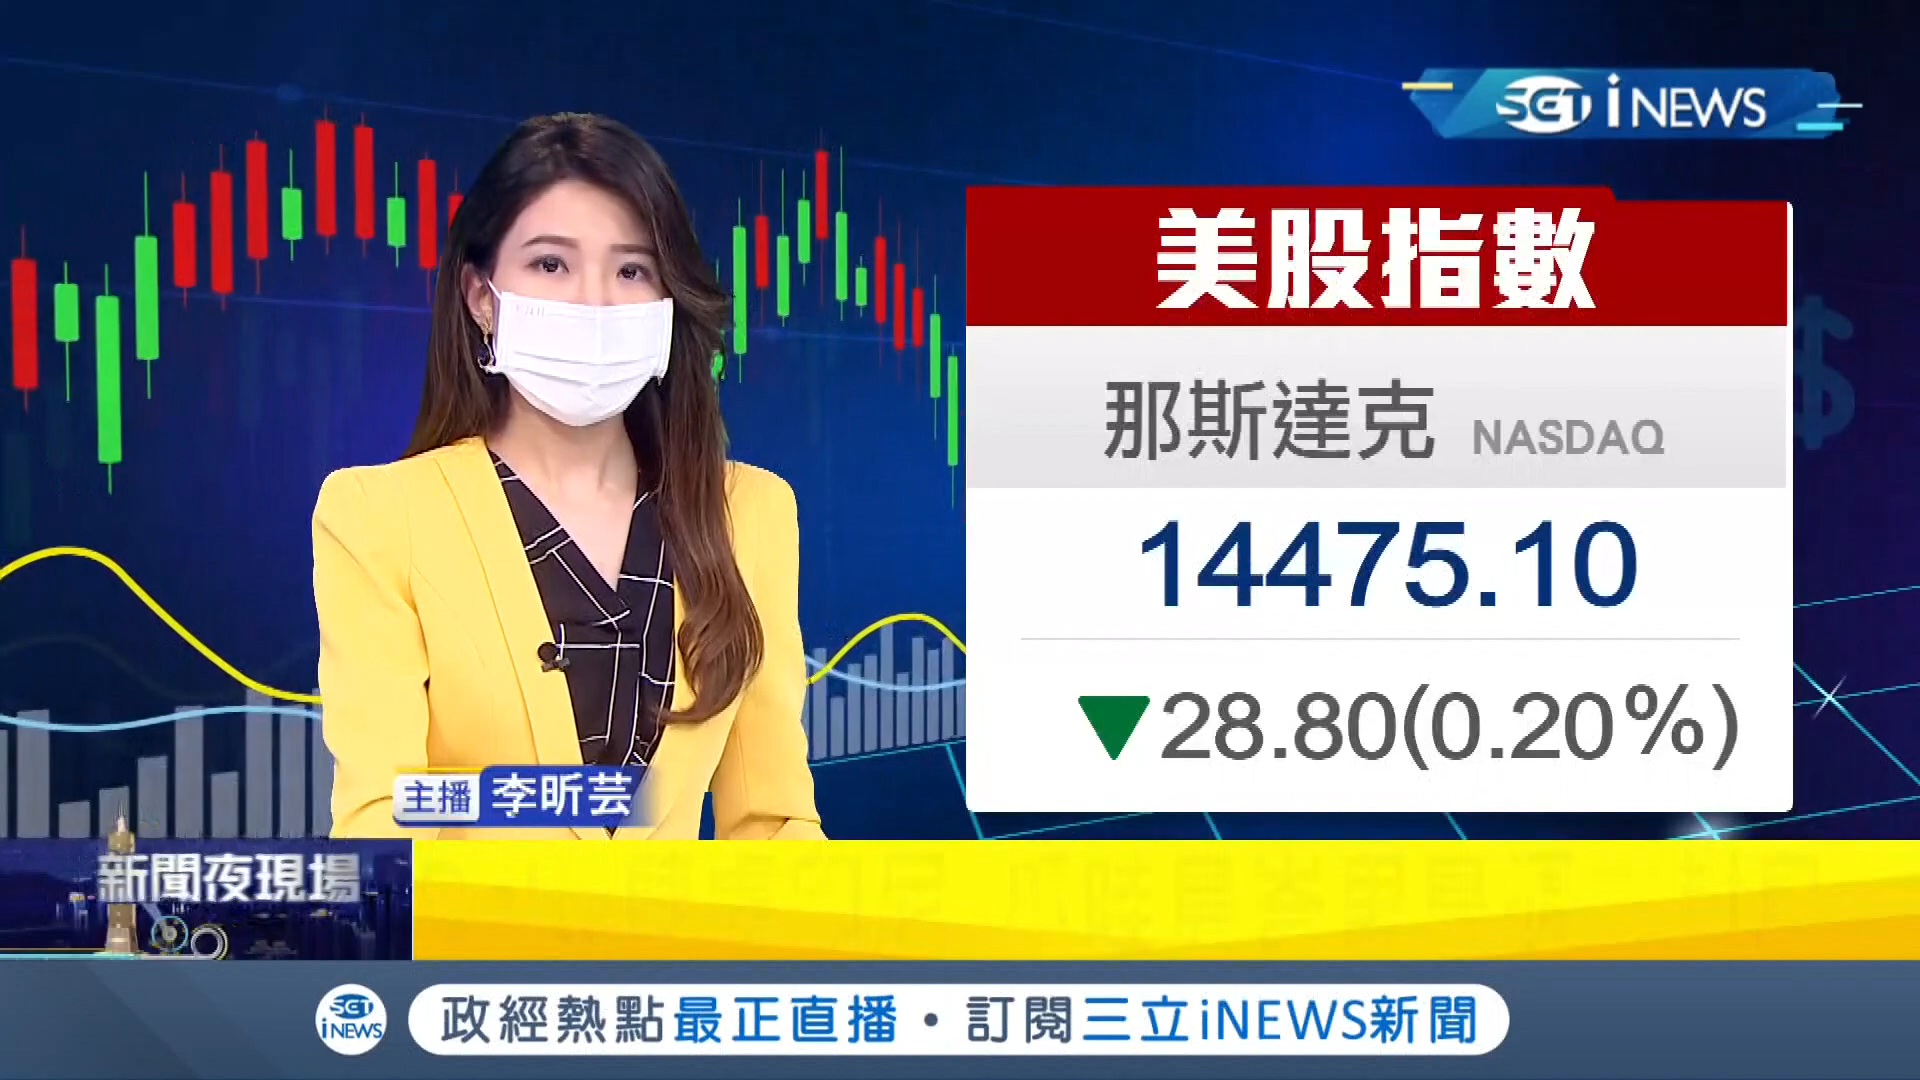 SET iNEWS
美股指數
那斯達克 NASDAQ
14475.10
▼28.80(0.20%)
主播 李昕芸
新聞夜現場
SET iNEWS
政經熱點最正直播・訂閱三立iNEWS新聞